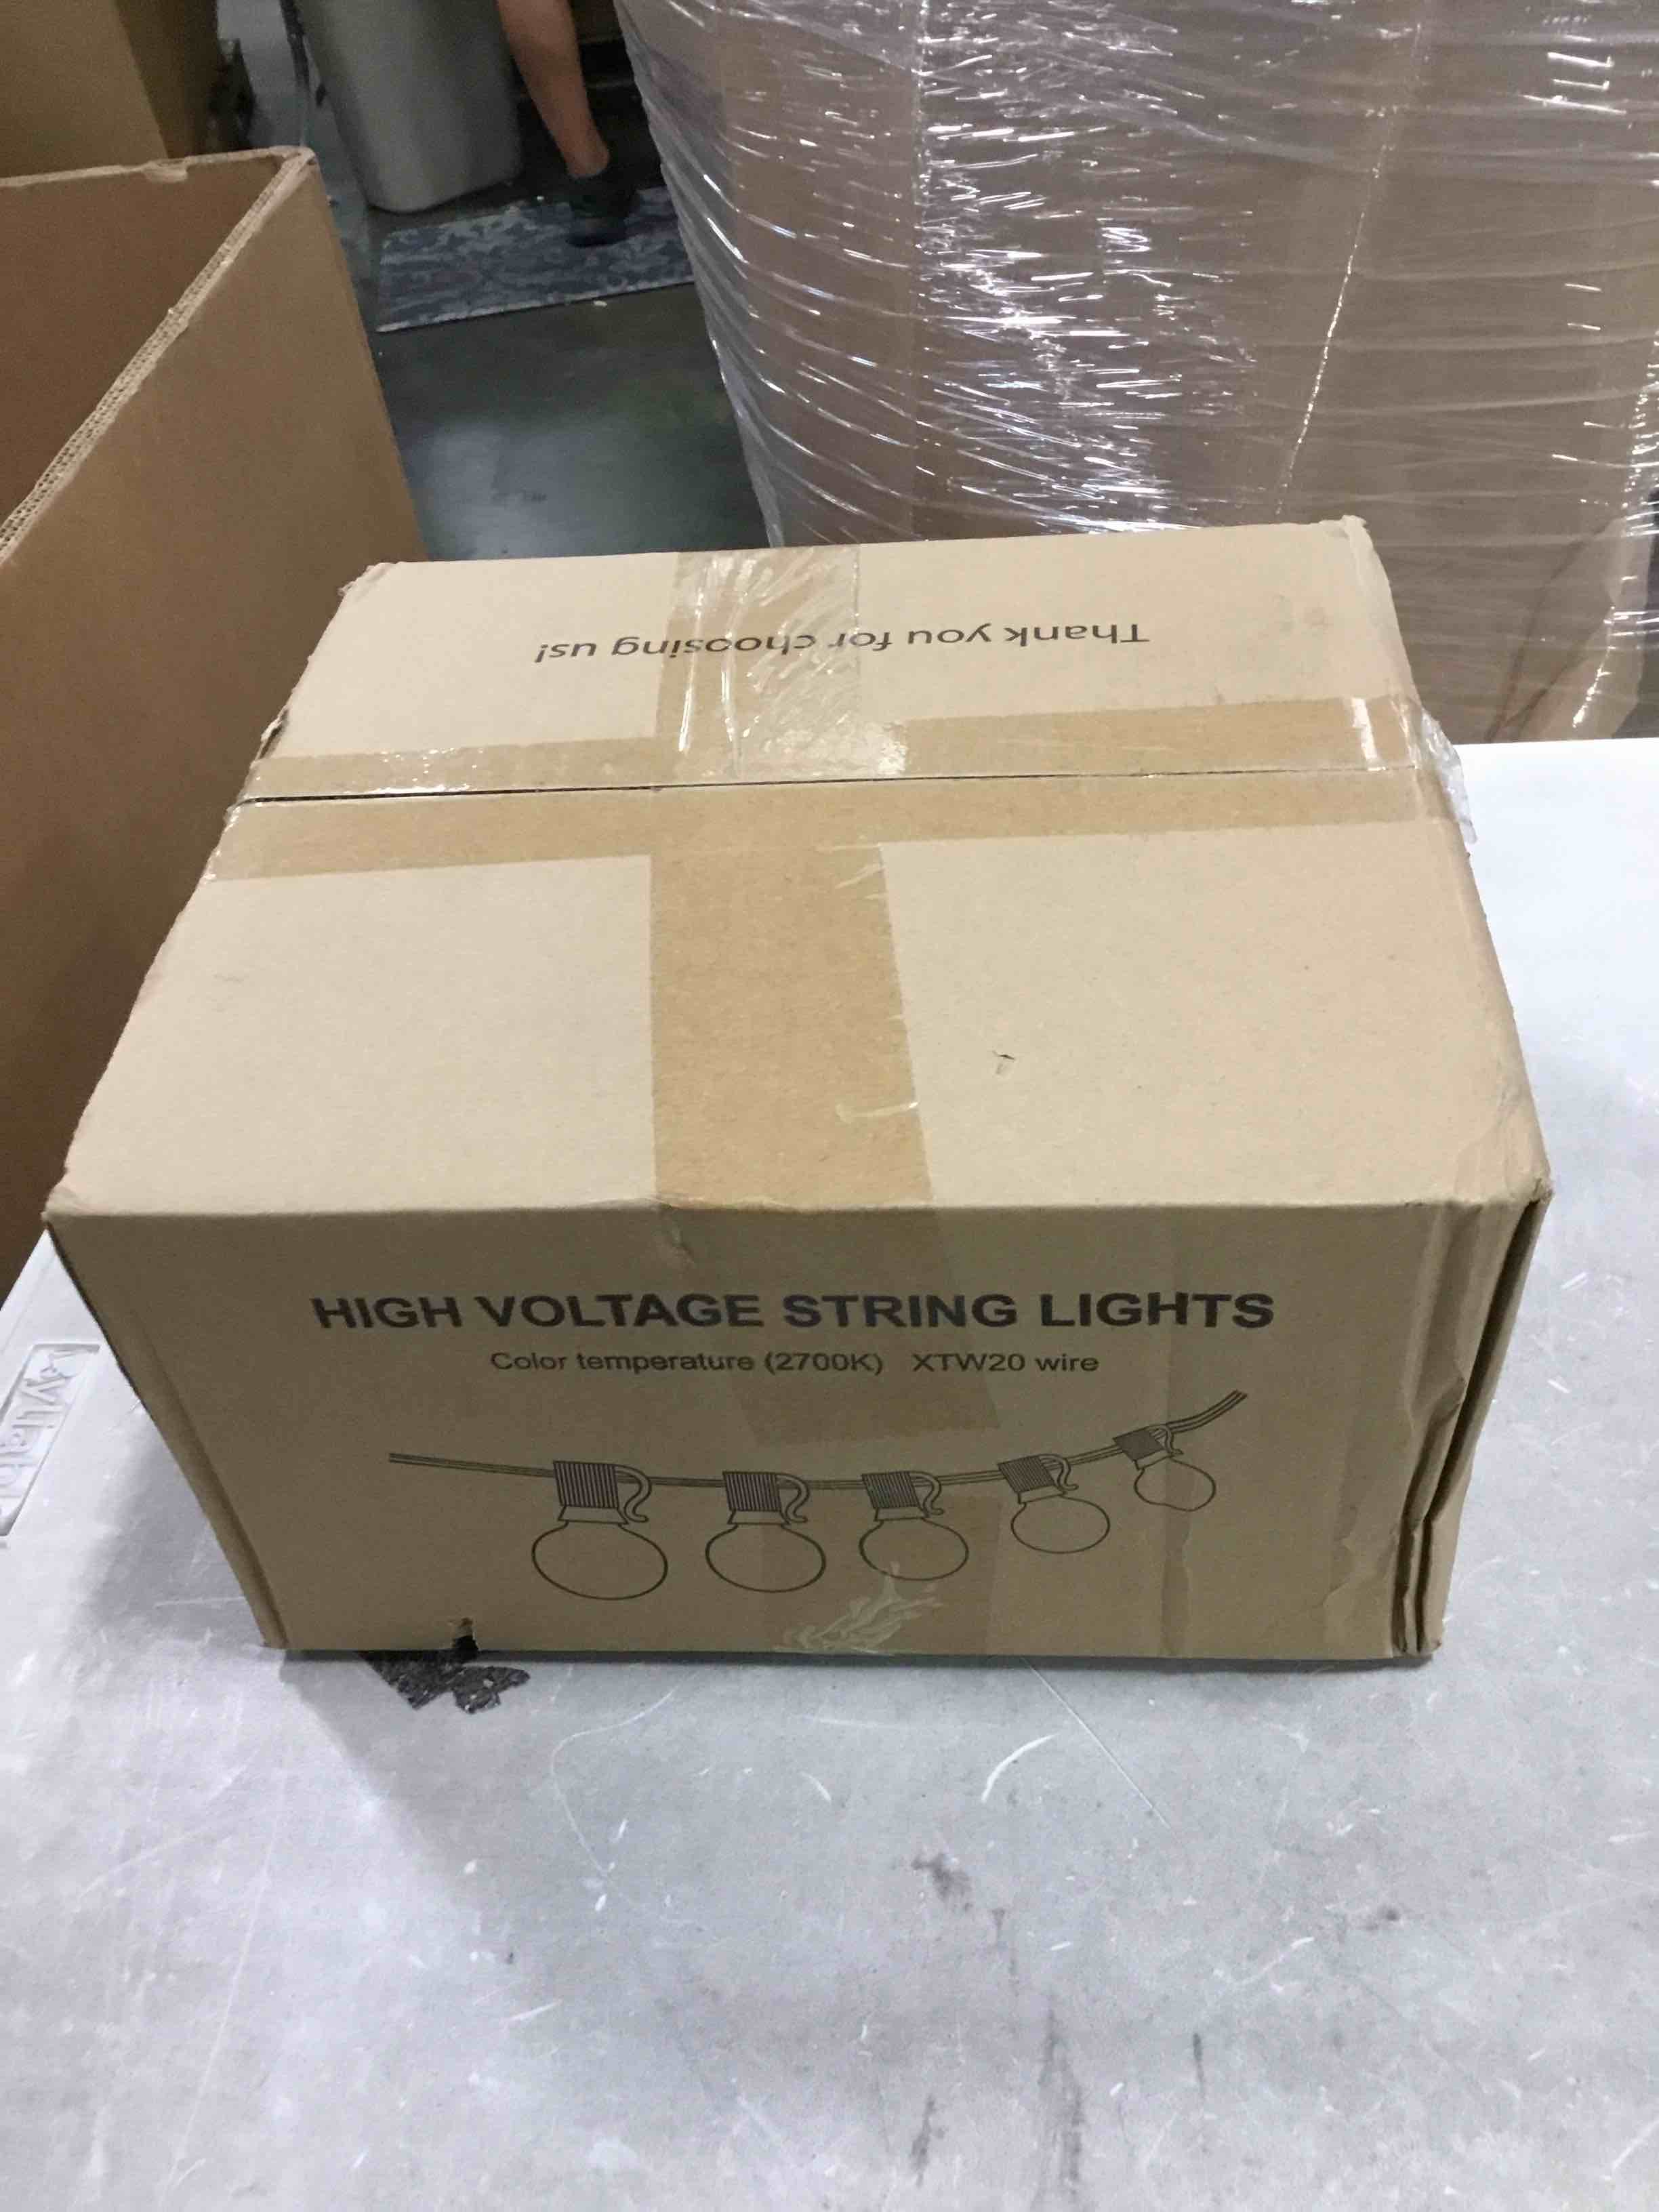 Thank you for choosing us!
HIGH VOLTAGE STRING LIGHTS
Color temperature (2700K) XTW20 wire